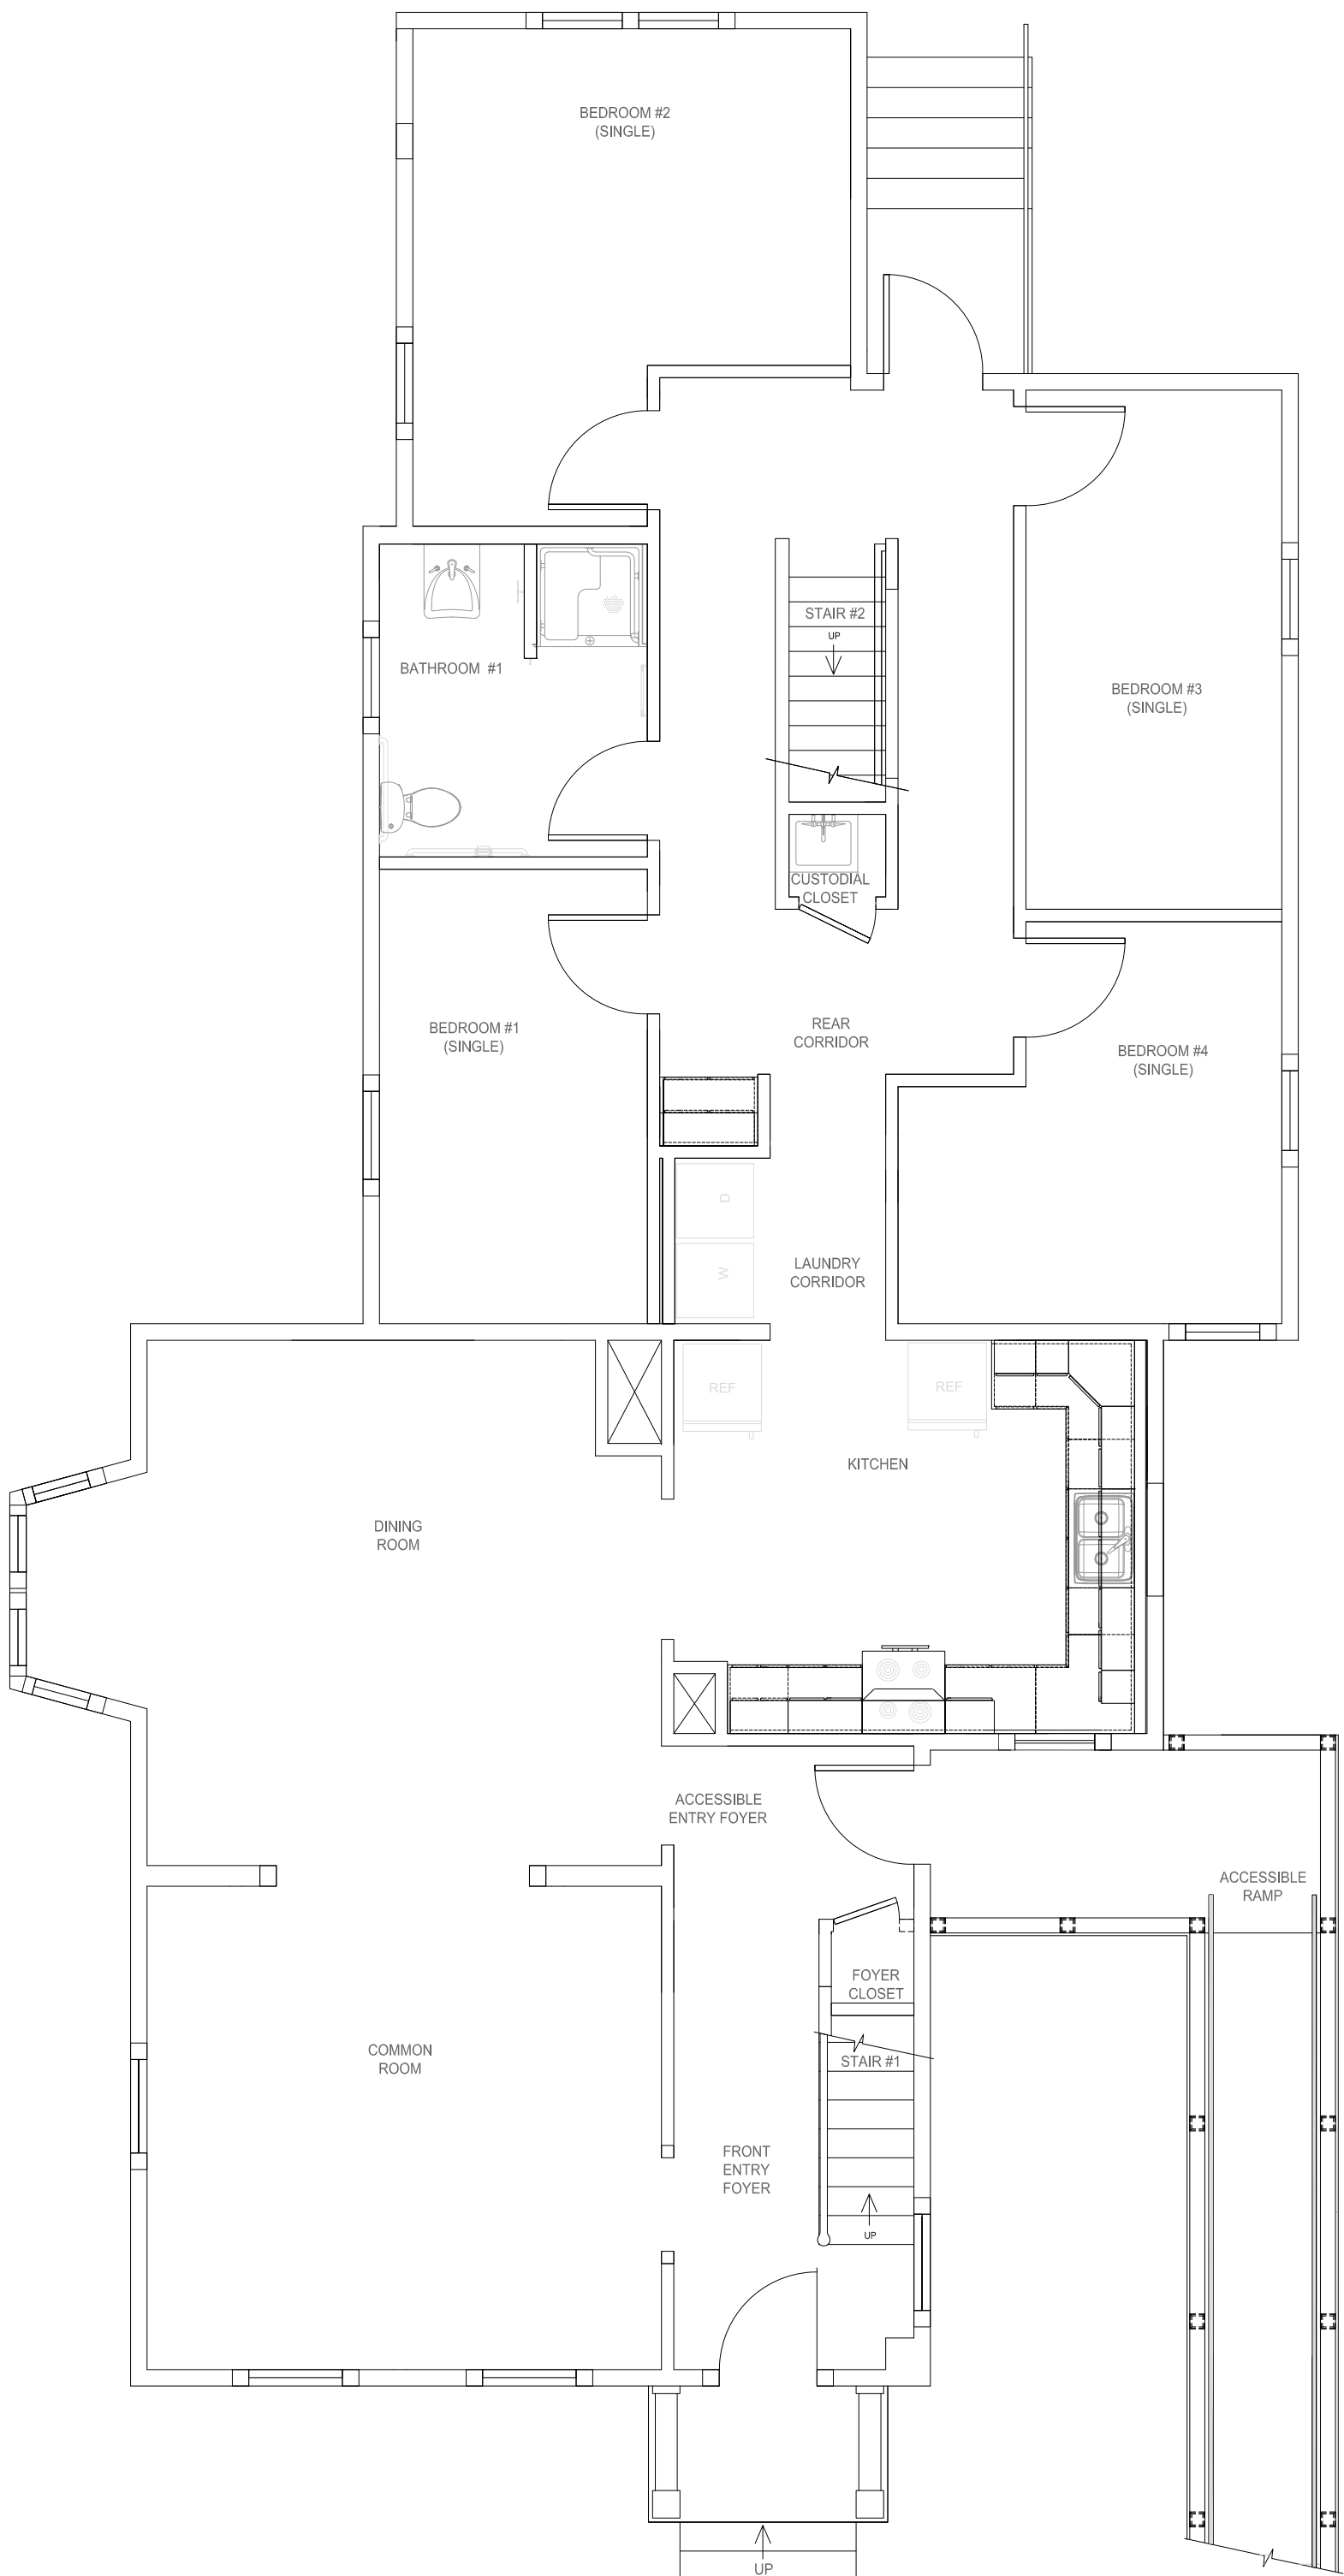 BEDROOM #2
(SINGLE)
STAIR #2
UP
BATHROOM #1
BEDROOM #3
(SINGLE)
CUSTODIAL
CLOSET
BEDROOM #1
(SINGLE)
REAR
CORRIDOR
BEDROOM #4
(SINGLE)
D
W
LAUNDRY
CORRIDOR
REF
REF
KITCHEN
DINING
ROOM
ACCESSIBLE
ENTRY FOYER
ACCESSIBLE
RAMP
FOYER
CLOSET
STAIR #1
COMMON
ROOM
FRONT
ENTRY
FOYER
UP
UP